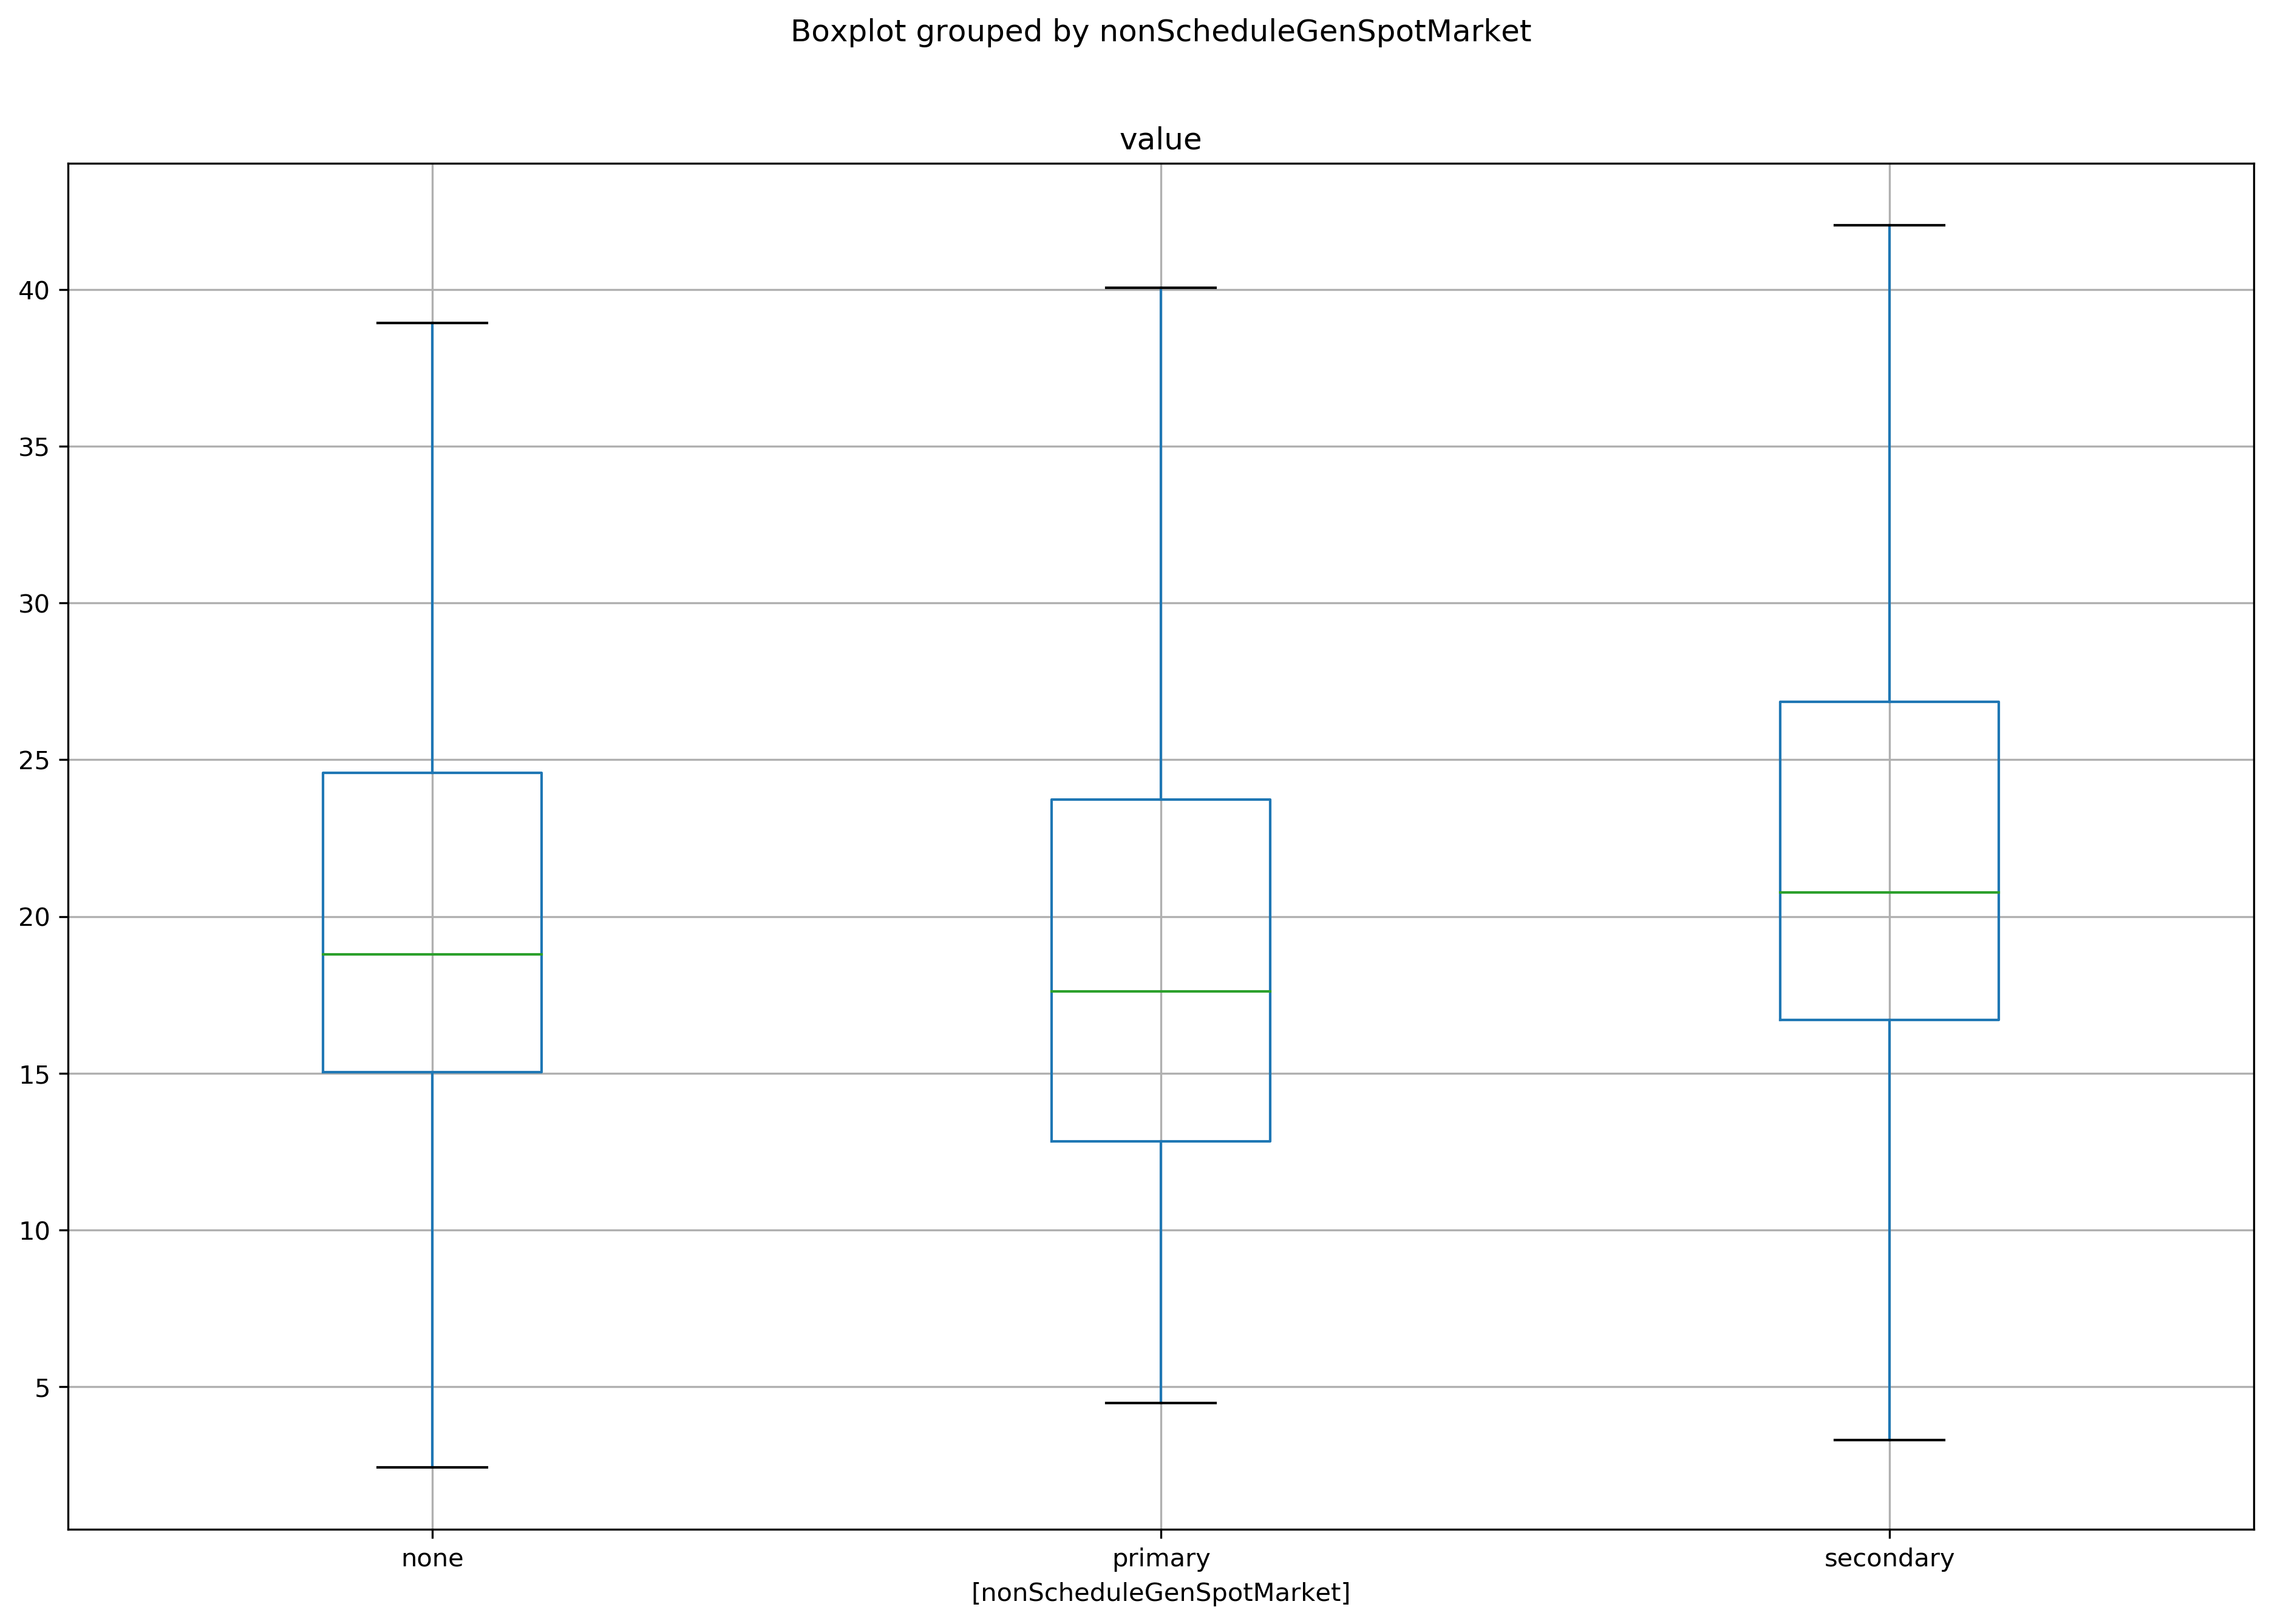 Boxplot grouped by nonScheduleGenSpotMarket
value
40
35
30
25
20
15
10
5
none primary secondary
[nonScheduleGenSpotMarket]